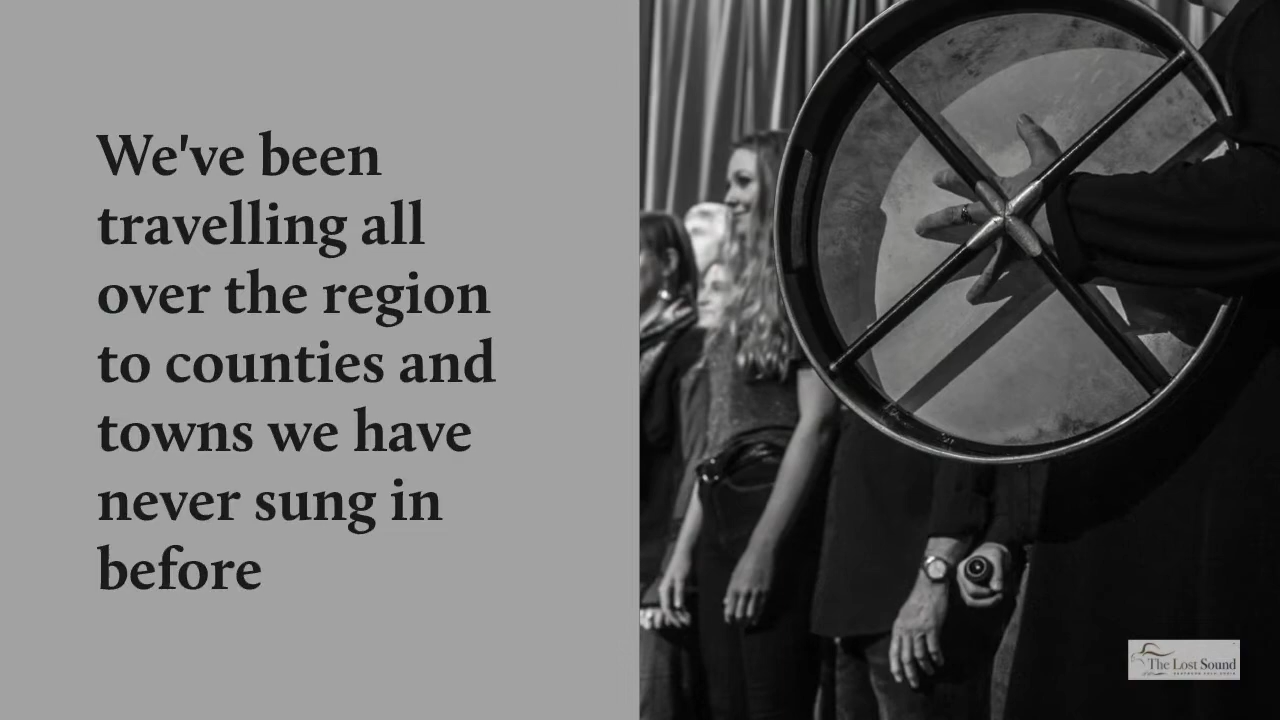 We've been
travelling all
over the region
to counties and
towns we have
never sung in
before
The Lost Sound